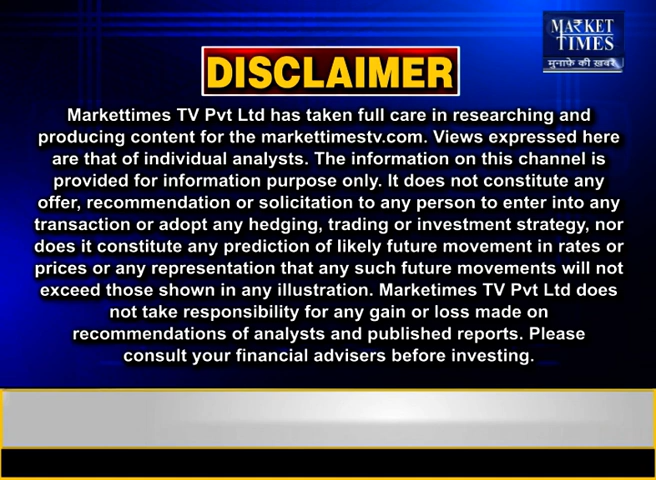 MARKET
TIMES
मुनाफे की ख़बर
DISCLAIMER
Markettimes TV Pvt Ltd has taken full care in researching and
producing content for the markettimestv.com. Views expressed here
are that of individual analysts. The information on this channel is
provided for information purpose only. It does not constitute any
offer, recommendation or solicitation to any person to enter into any
transaction or adopt any hedging, trading or investment strategy, nor
does it constitute any prediction of likely future movement in rates or
prices or any representation that any such future movements will not
exceed those shown in any illustration. Marketimes TV Pvt Ltd does
not take responsibility for any gain or loss made on
recommendations of analysts and published reports. Please
consult your financial advisers before investing.